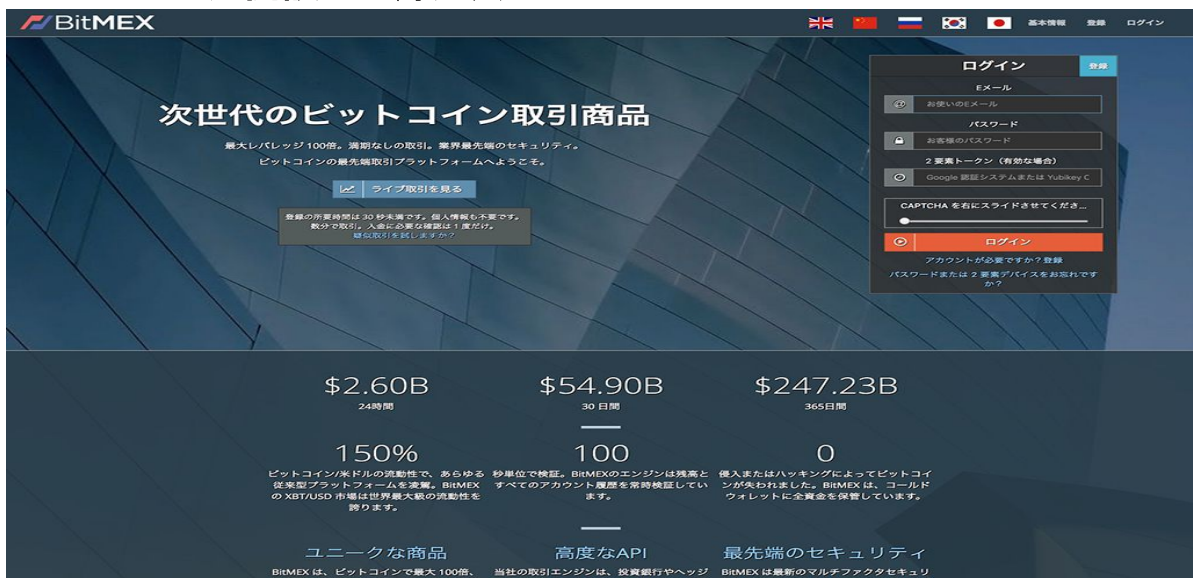 BitMEX
基本情報 登録 ログイン
次世代のビットコイン取引商品
最大レバレッジ100倍。満期なしの取引。業界最先端のセキュリティ。
ビットコインの最先端取引プラットフォームへようこそ。
ライブ取引を見る
登録の所要時間は30秒未満です。個人情報も不要です。
数分で取引。入金に必要な確認は1度だけ。
疑似取引を試しますか?
ログイン 登録
Eメール
お使いのEメール
パスワード
お客様のパスワード
2要素トークン(有効な場合)
Google 認証システムまたは Yubikey C
CAPTCHA を右にスライドさせてくださ...
ログイン
アカウントが必要ですか?登録
パスワードまたは2要素デバイスをお忘れです
か?
$2.60B $54.90B $247.23B
24時間 30日間 365日間
150% 100 0
ビットコイン/米ドルの流動性で、あらゆる
従来型プラットフォームを凌駕。BitMEX
の XBT/USD 市場は世界最大級の流動性を
誇ります。
秒単位で検証。BitMEXのエンジンは残高と
すべてのアカウント履歴を常時検証してい
ます。
侵入またはハッキングによってビットコイ
ンが失われました。BitMEX は、コールド
ウォレットに全資金を保管しています。
ユニークな商品 高度なAPI 最先端のセキュリティ
BitMEX は、ビットコインで最大100倍、
当社の取引エンジンは、投資銀行やヘッジ
BitMEX は最新のマルチファクタセキュリ